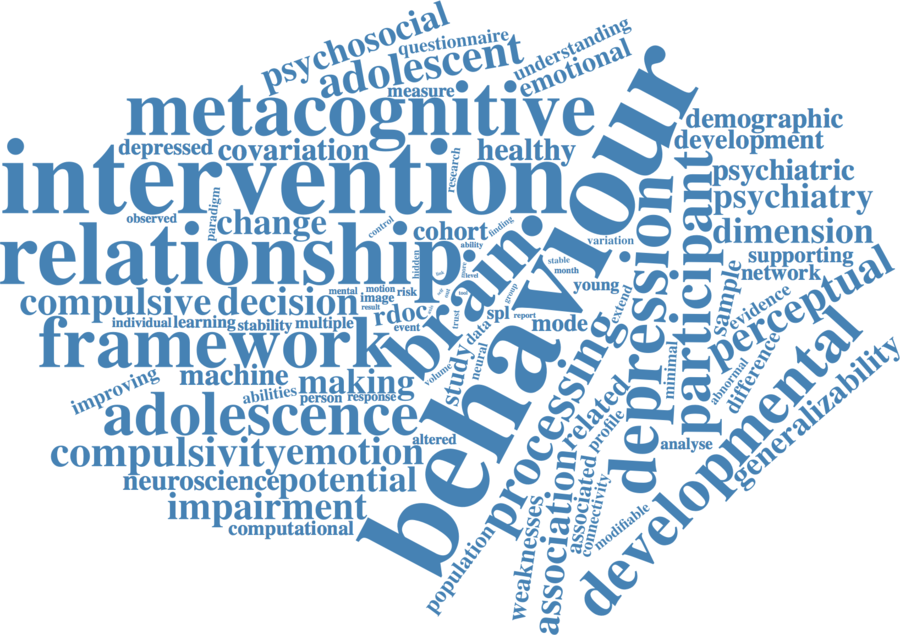 psychosocial
questionnaire
adolescent
understanding
emotional
measure
metacognitive
behaviour
demographic
development
depressed
covariation
research
healthy
psychiatric
intervention
psychiatry
participant
observed
paradigm
change
control
cohort
finding
ability
variation
dimension
relationship
hidden
brain
depression
supporting
network
level
stable
month
young
compulsive
decision
mental
motion
image
risk
result
rdoc
event
trust
data
group
spl
report
mode
extend
sample
evidence
perceptual
individual
learning
stability
multiple
framework
study
neural
volume
processing
minimal
abnormal
difference
developmental
generalizability
improving
machine
making
abilities
person
response
adolescence
altered
related
profile
analyse
compulsivity
emotion
association
associated
connectivity
neuroscience
potential
impairment
computational
population
weaknesses
modifiable